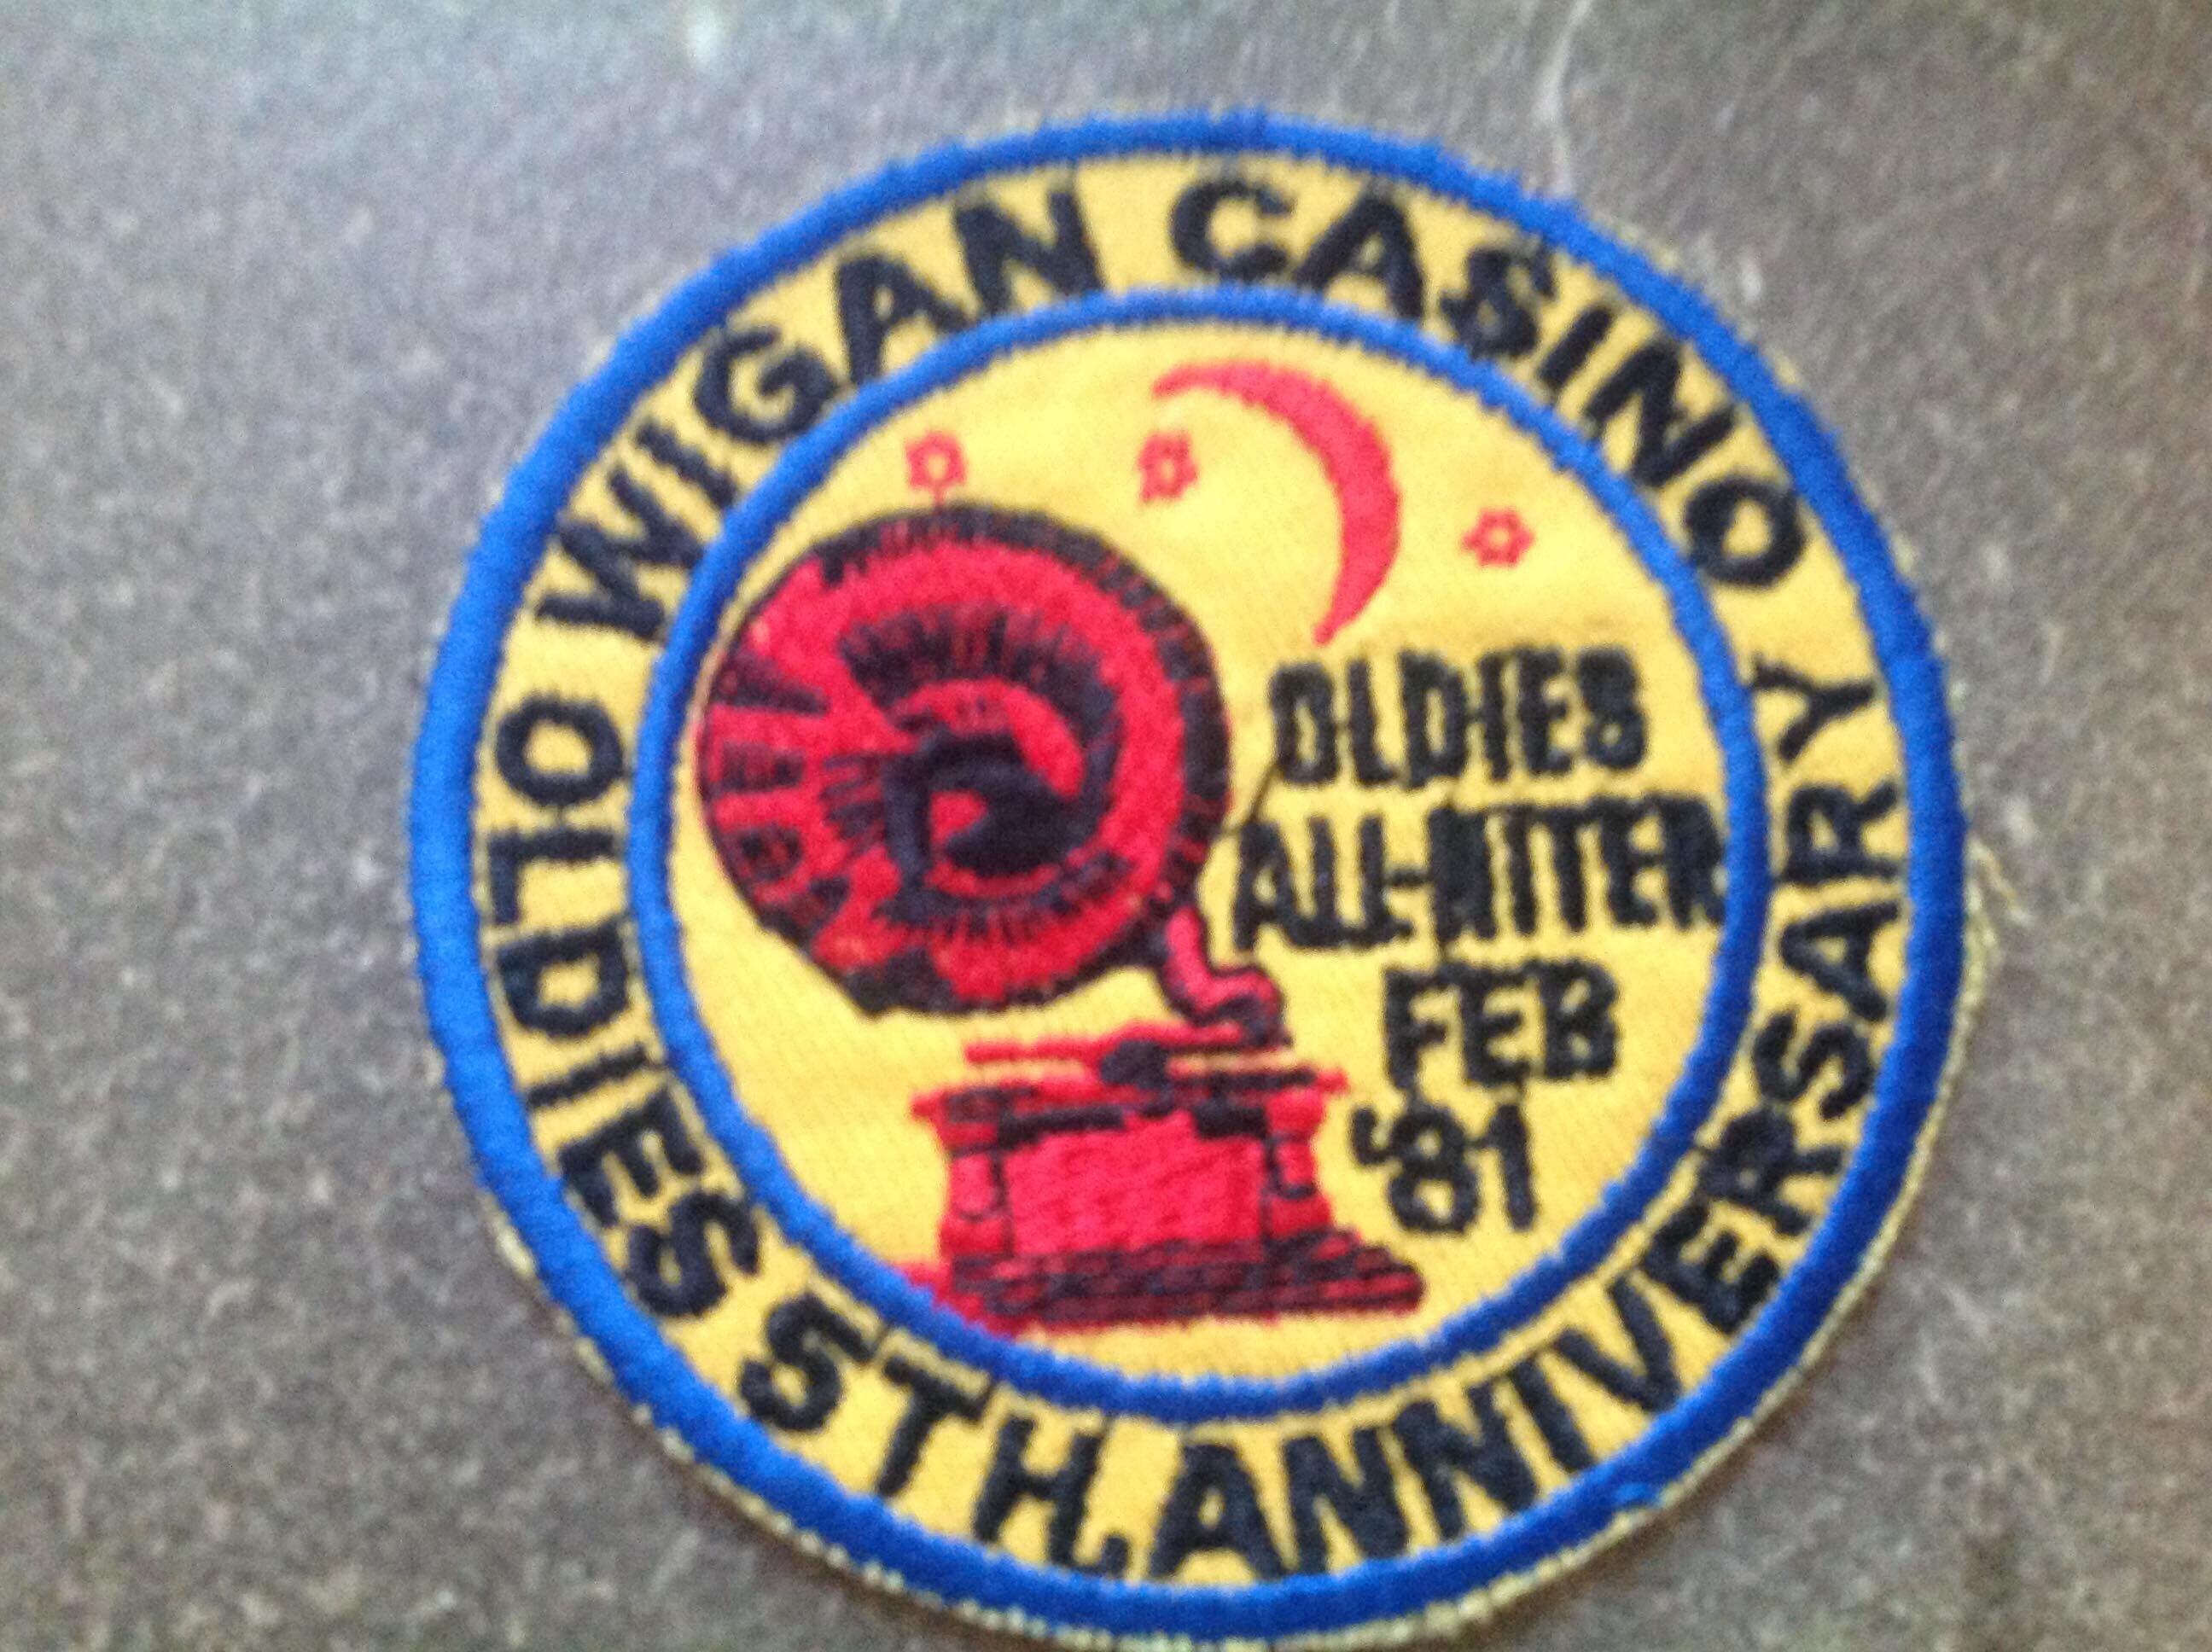 WIGAN CASINO
OLDIES 5TH. ANNIVERSARY
OLDIES
ALL-NITER
FEB
'81